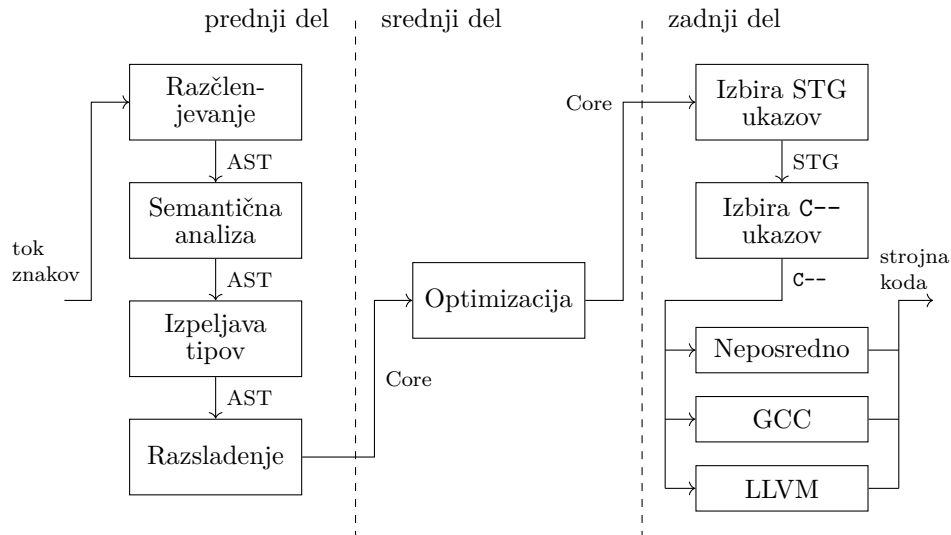 prednji del
srednji del
zadnji del
tok
znakov
Razčlen-
jevanje
AST
Semantična
analiza
AST
Izpeljava
tipov
AST
Razsladenje
Core
Optimizacija
Core
Izbira STG
ukazov
STG
Izbira C--
ukazov
C--
Neposredno
GCC
LLVM
strojna
koda